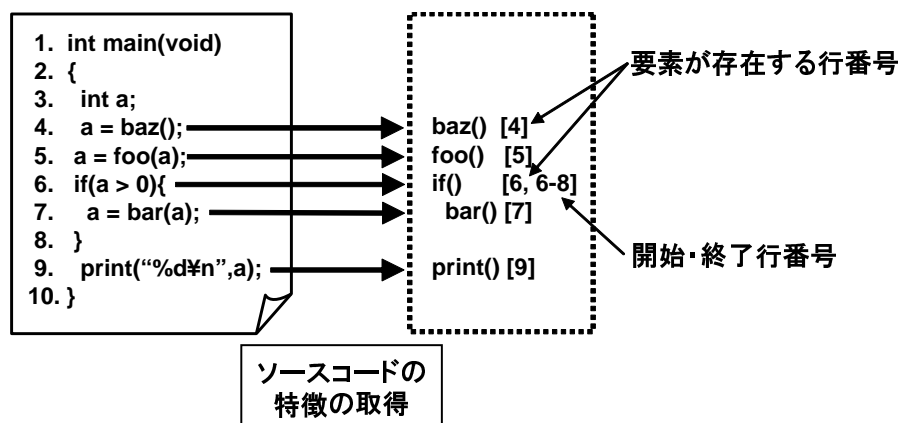 1. int main(void)
2. {
3. int a;
4. a = baz();
5. a = foo(a);
6. if(a > 0){
7. a = bar(a);
8. }
9. print(“%d¥n”,a);
10. }
baz() [4]
foo() [5]
if() [6, 6-8]
bar() [7]
print() [9]
要素が存在する行番号
開始・終了行番号
ソースコードの
特徴の取得